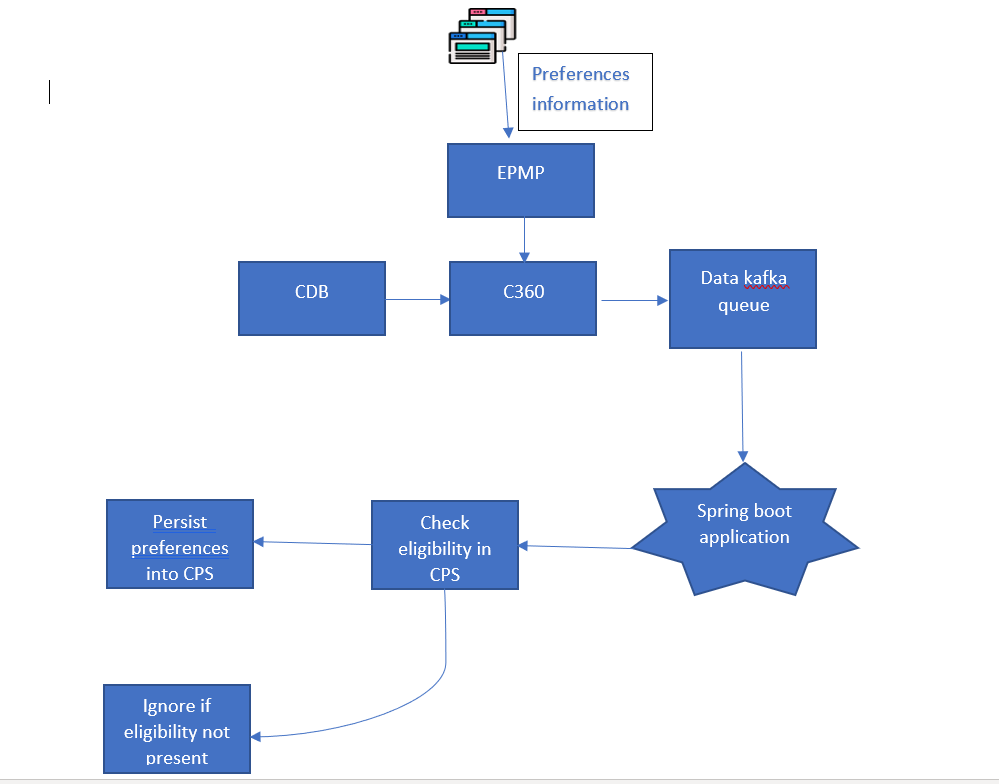 Preferences
information
EPMP
CDB
C360
Data kafka
queue
Spring boot
application
Check
eligibility in
CPS
Persist
preferences
into CPS
Ignore if
eligibility not
present